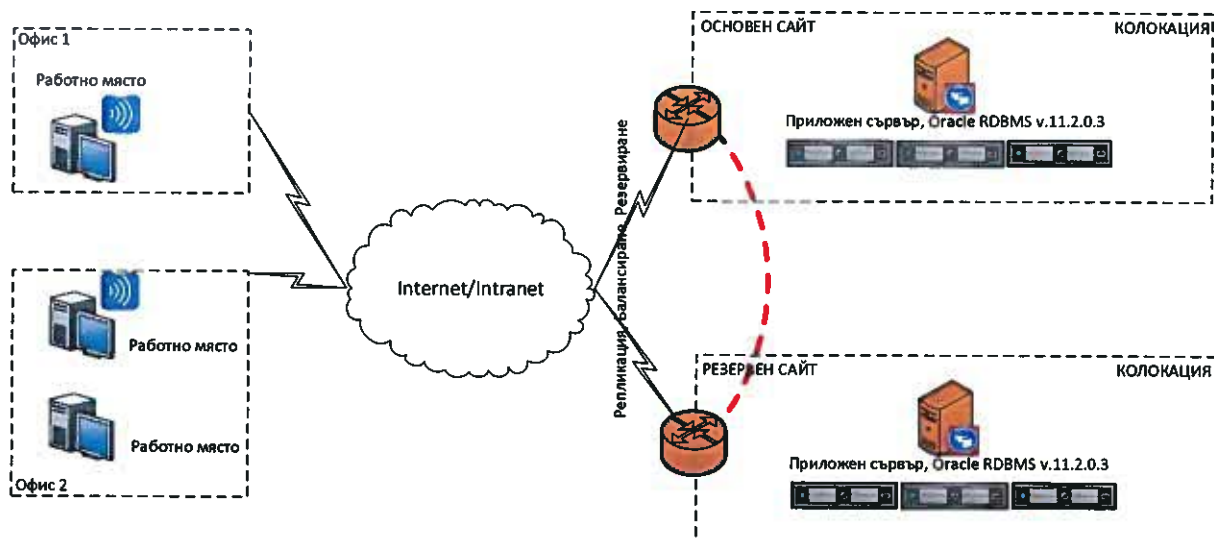 Офис 1
Работно място
Работно място
Работно място
Офис 2
Internet/Intranet
Репликация, Балансиране, Резервиране
ОСНОВЕН САЙТ КОЛОКАЦИЯ
Приложен сървър, Oracle RDBMS v.11.2.0.3
РЕЗЕРВЕН САЙТ КОЛОКАЦИЯ
Приложен сървър, Oracle RDBMS v.11.2.0.3